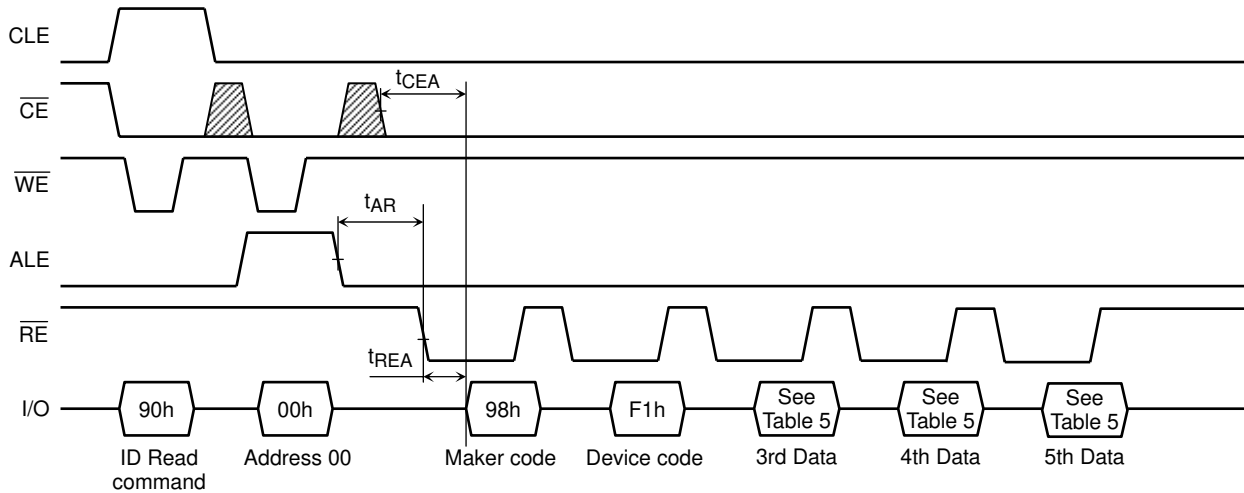 CLE
tCEA
CE
WE
tAR
ALE
RE
tREA
I/O
90h
00h
98h
F1h
See
Table 5
See
Table 5
See
Table 5
ID Read
command
Address 00
Maker code
Device code
3rd Data
4th Data
5th Data